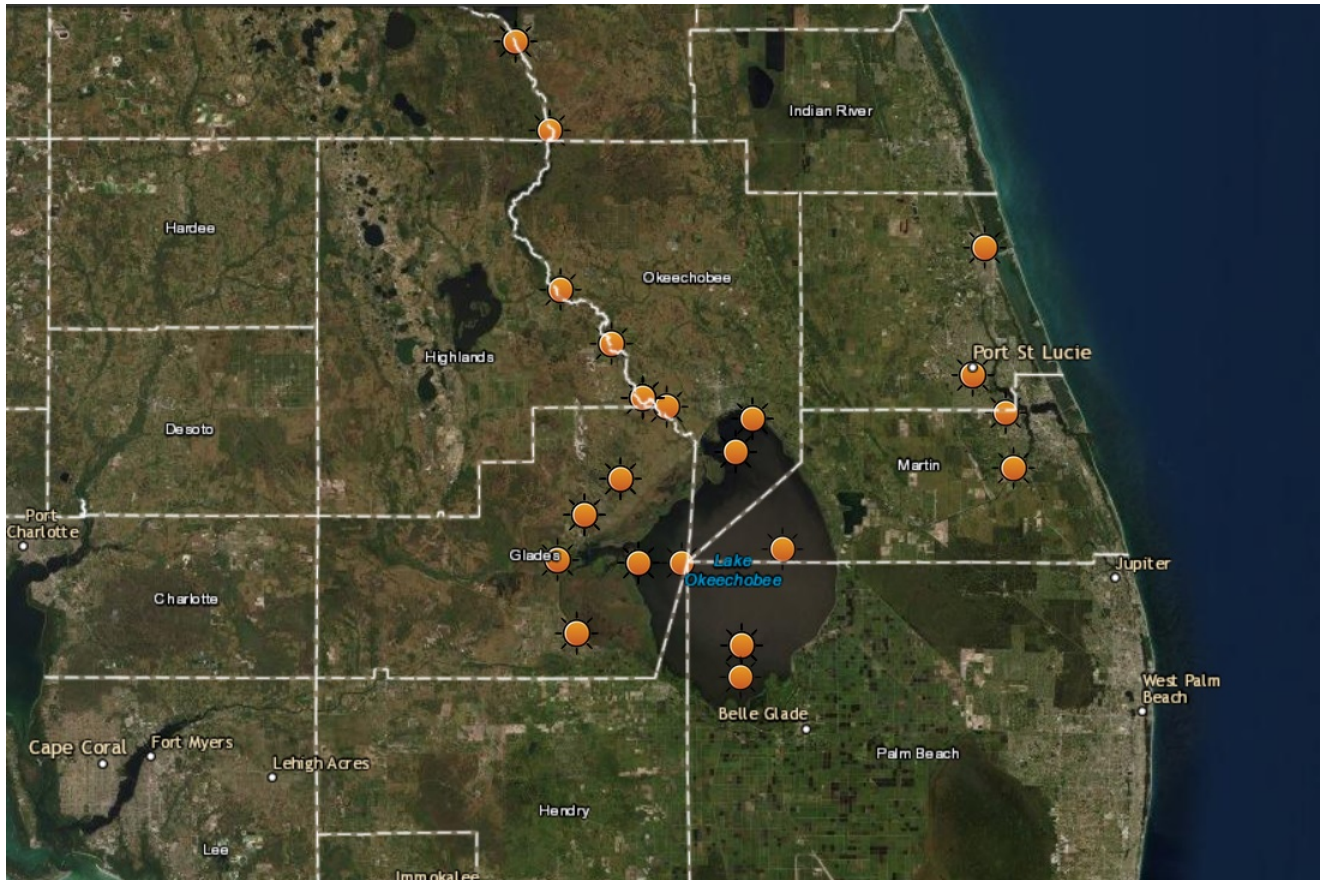 Indian River
Hardee
Okeechobee
Port St Lucie
Highlands
Desoto
Martin
Port
Charlotte
Glades
Lake
Okeechobee
Jupiter
Charlotte
West Palm
Beach
Belle Glade
Cape Coral
Fort Myers
Palm Beach
Lehigh Acres
Hendry
Lee
Immokalee